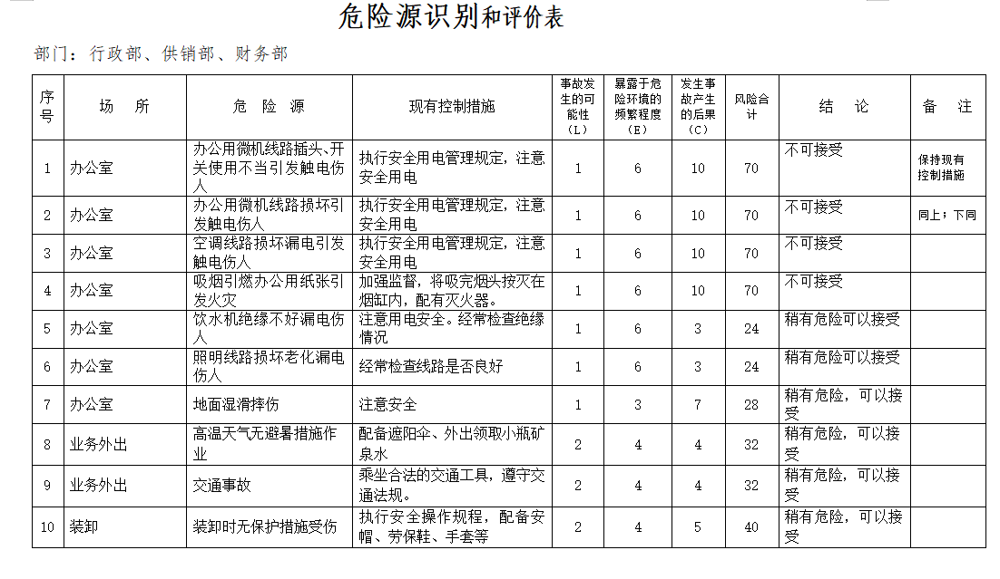 危险源识别和评价表
部门：行政部、供销部、财务部
序号 场 所 危 险 源 现有控制措施 事故发生的可能性（L） 暴露于危险环境的频繁程度（E） 发生事故产生的后果（C） 风险合计 结 论 备 注
1 办公室 办公用微机线路插头、开关使用不当引发触电伤人 执行安全用电管理规定，注意安全用电 1 6 10 70 不可接受 保持现有控制措施
2 办公室 办公用微机线路损坏引发触电伤人 执行安全用电管理规定，注意安全用电 1 6 10 70 不可接受 同上；下同
3 办公室 空调线路损坏漏电引发触电伤人 执行安全用电管理规定，注意安全用电 1 6 10 70 不可接受
4 办公室 吸烟引燃办公用纸张引发火灾 加强监督，将吸完烟头按灭在烟缸内，配有灭火器。 1 6 10 70 不可接受
5 办公室 饮水机绝缘不好漏电伤人 注意用电安全。经常检查绝缘情况 1 6 3 24 稍有危险可以接受
6 办公室 照明线路损坏老化漏电伤人 经常检查线路是否良好 1 6 3 24 稍有危险可以接受
7 办公室 地面湿滑摔伤 注意安全 1 3 7 28 稍有危险，可以接受
8 业务外出 高温天气无避暑措施作业 配备遮阳伞、外出领取小瓶矿泉水 2 4 4 32 稍有危险，可以接受
9 业务外出 交通事故 乘坐合法的交通工具，遵守交通法规。 2 4 4 32 稍有危险，可以接受
10 装卸 装卸时无保护措施受伤 执行安全操作规程，配备安帽、劳保鞋、手套等 2 4 5 40 稍有危险，可以接受